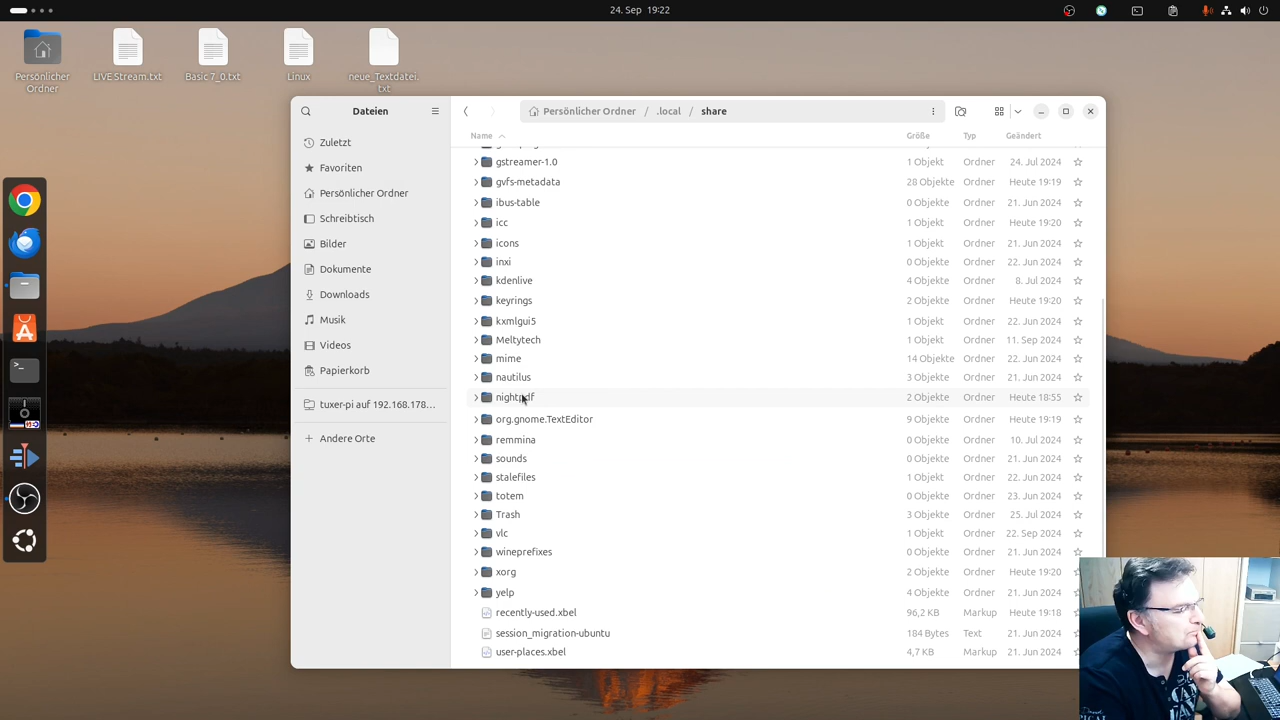 24. Sep 19:22
Persönlicher Ordner
LIVE Stream.txt
Basic 7_0.txt
Linux
neue_Textdatei.txt
Dateien
Persönlicher Ordner / .local / share
Zuletzt
Favoriten
Persönlicher Ordner
Schreibtisch
Bilder
Dokumente
Downloads
Musik
Videos
Papierkorb
tuxer-pi auf 192.168.178...
Andere Orte
Name Größe Typ Geändert
gstreamer-1.0 1 Objekt Ordner 24. Jul 2024
gvfs-metadata 28 Objekte Ordner Heute 19:19
ibus-table 0 Objekte Ordner 21. Jun 2024
icc 1 Objekt Ordner Heute 19:20
icons 1 Objekt Ordner 21. Jun 2024
inxi 0 Objekte Ordner 22. Jun 2024
kdenlive 4 Objekte Ordner 8. Jul 2024
keyrings 2 Objekte Ordner Heute 19:20
kxmlgui5 1 Objekt Ordner 22. Jun 2024
Meltytech 1 Objekt Ordner 11. Sep 2024
mime 14 Objekte Ordner 22. Jun 2024
nautilus 3 Objekte Ordner 21. Jun 2024
nightpdf 2 Objekte Ordner Heute 18:55
org.gnome.TextEditor 9 Objekte Ordner Heute 19:19
remmina 0 Objekte Ordner 10. Jul 2024
sounds 0 Objekte Ordner 21. Jun 2024
stalefiles 1 Objekt Ordner 22. Jun 2024
totem 0 Objekte Ordner 23. Jun 2024
Trash 3 Objekte Ordner 25. Jul 2024
vlc 1 Objekt Ordner 22. Sep 2024
wineprefixes 0 Objekte Ordner 21. Jun 2024
xorg 2 Objekte Ordner Heute 19:20
yelp 4 Objekte Ordner 21. Jun 2024
recently-used.xbel 96,2 KB Markup Heute 19:18
session_migration-ubuntu 184 Bytes Text 21. Jun 2024
user-places.xbel 4,7 KB Markup 21. Jun 2024